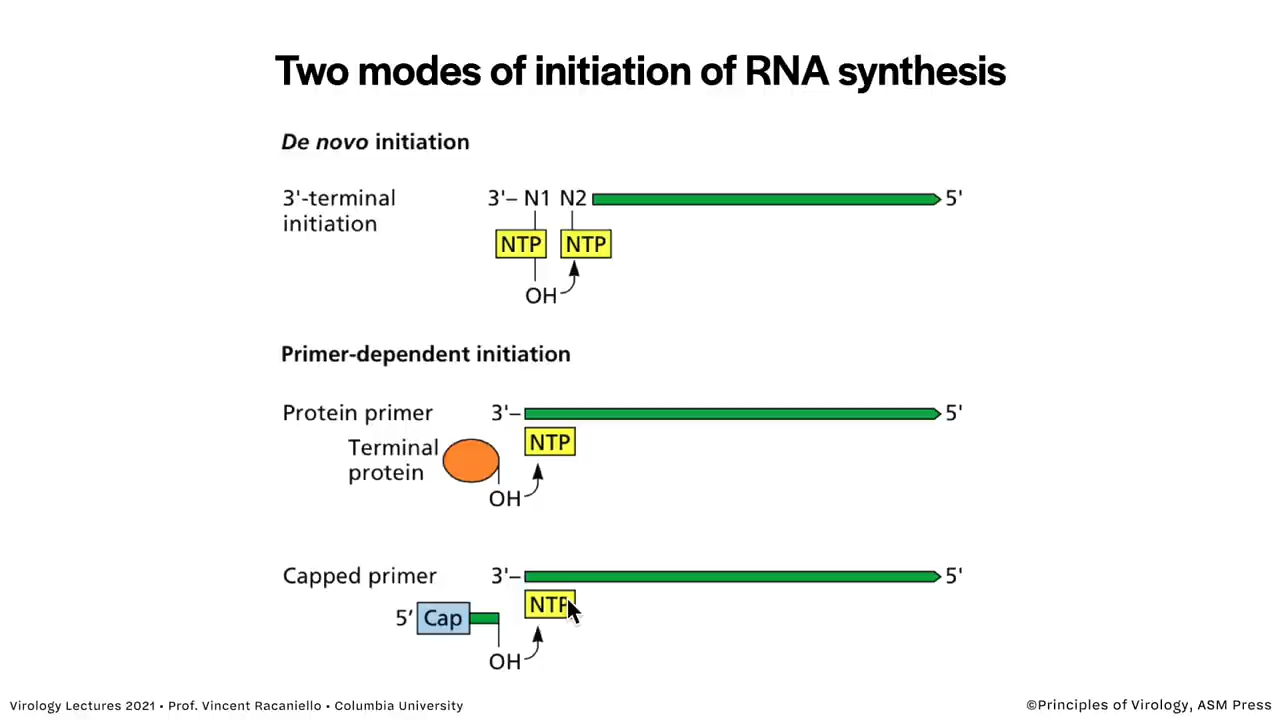 Two modes of initiation of RNA synthesis
De novo initiation
3'-terminal
initiation
3'– N1 N2
5'
NTP
NTP
OH
Primer-dependent initiation
Protein primer
3'–
5'
NTP
Terminal
protein
OH
Capped primer
3'–
5'
NTP
5′ Cap
OH
Virology Lectures 2021 • Prof. Vincent Racaniello • Columbia University
©Principles of Virology, ASM Press